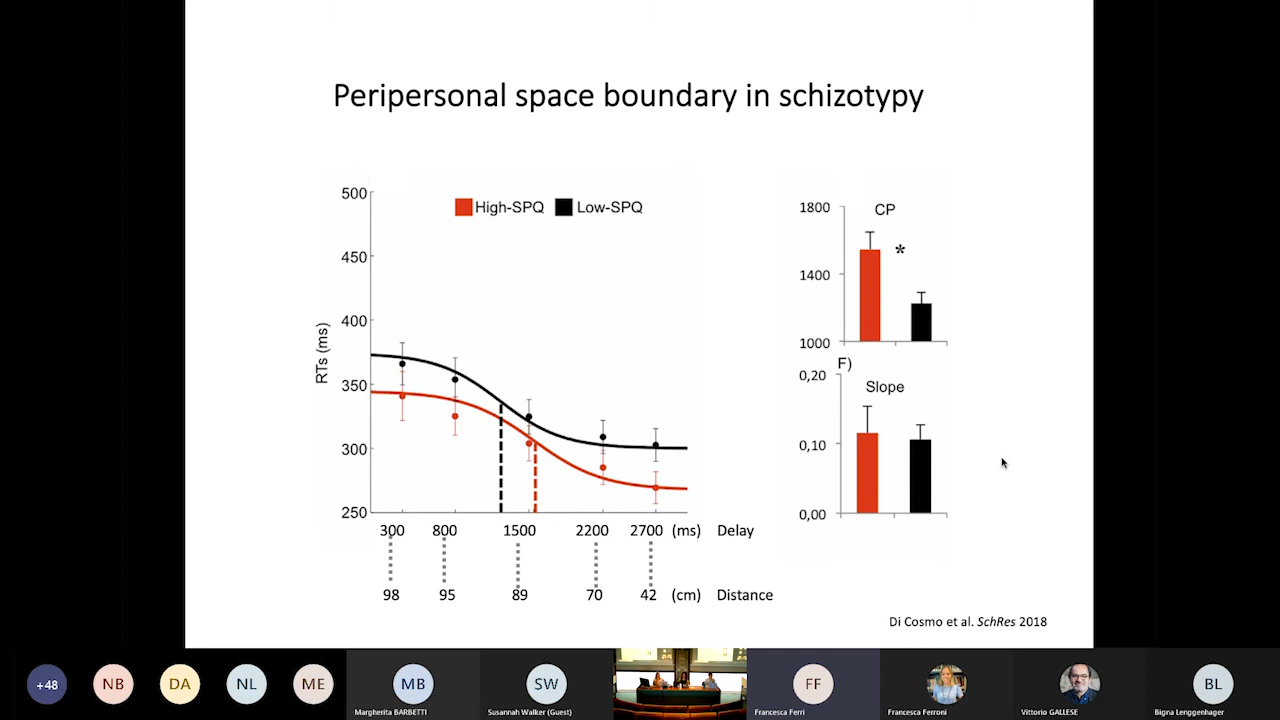 Peripersonal space boundary in schizotypy
High-SPQ
Low-SPQ
500
450
400
350
300
250
RTs (ms)
300 800 1500 2200 2700 (ms) Delay
98 95 89 70 42 (cm) Distance
CP
1800
1400
1000
*
F)
Slope
0,20
0,10
0,00
Di Cosmo et al. SchRes 2018
+48
NB
DA
NL
ME
MB
Margherita BARBETTI
SW
Susannah Walker (Guest)
FF
Francesca Ferri
Francesca Ferroni
Vittorio GALLESE
BL
Bigna Lenggenhager